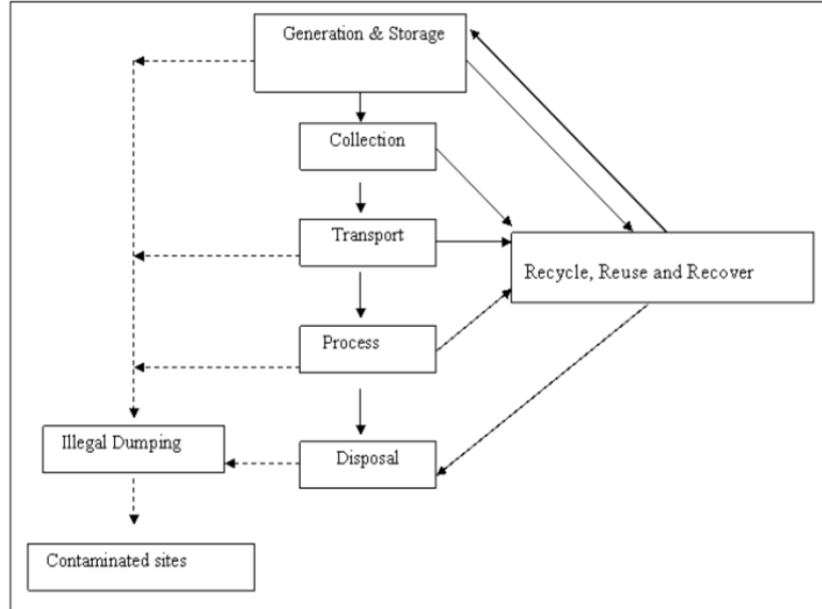 Generation & Storage
Collection
Transport
Recycle, Reuse and Recover
Process
Illegal Dumping
Disposal
Contaminated sites